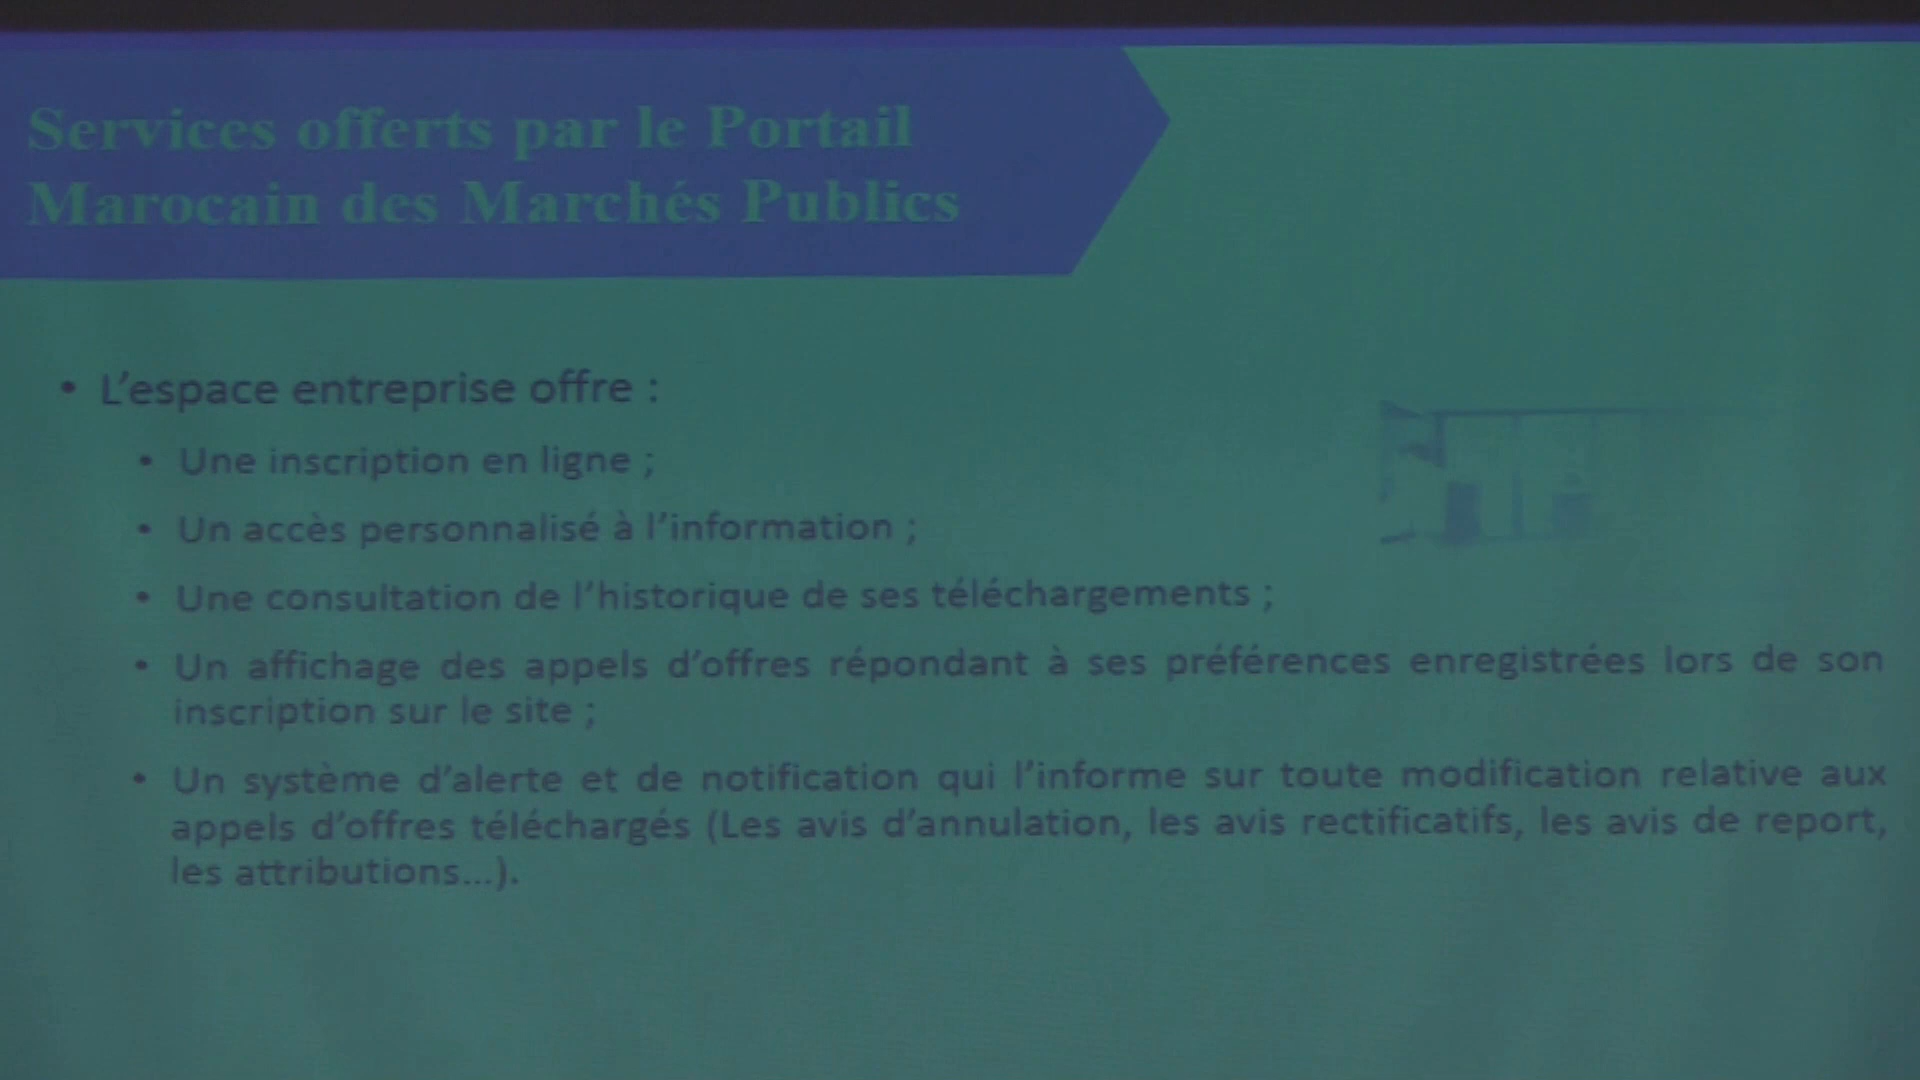 Services offerts par le Portail
Marocain des Marchés Publics
• L'espace entreprise offre :
• Une inscription en ligne ;
• Un accès personnalisé à l'information ;
• Une consultation de l'historique de ses téléchargements ;
• Un affichage des appels d'offres répondant à ses préférences enregistrées lors de son
inscription sur le site ;
• Un système d'alerte et de notification qui l'informe sur toute modification relative aux
appels d'offres téléchargés (Les avis d'annulation, les avis rectificatifs, les avis de report,
les attributions...).